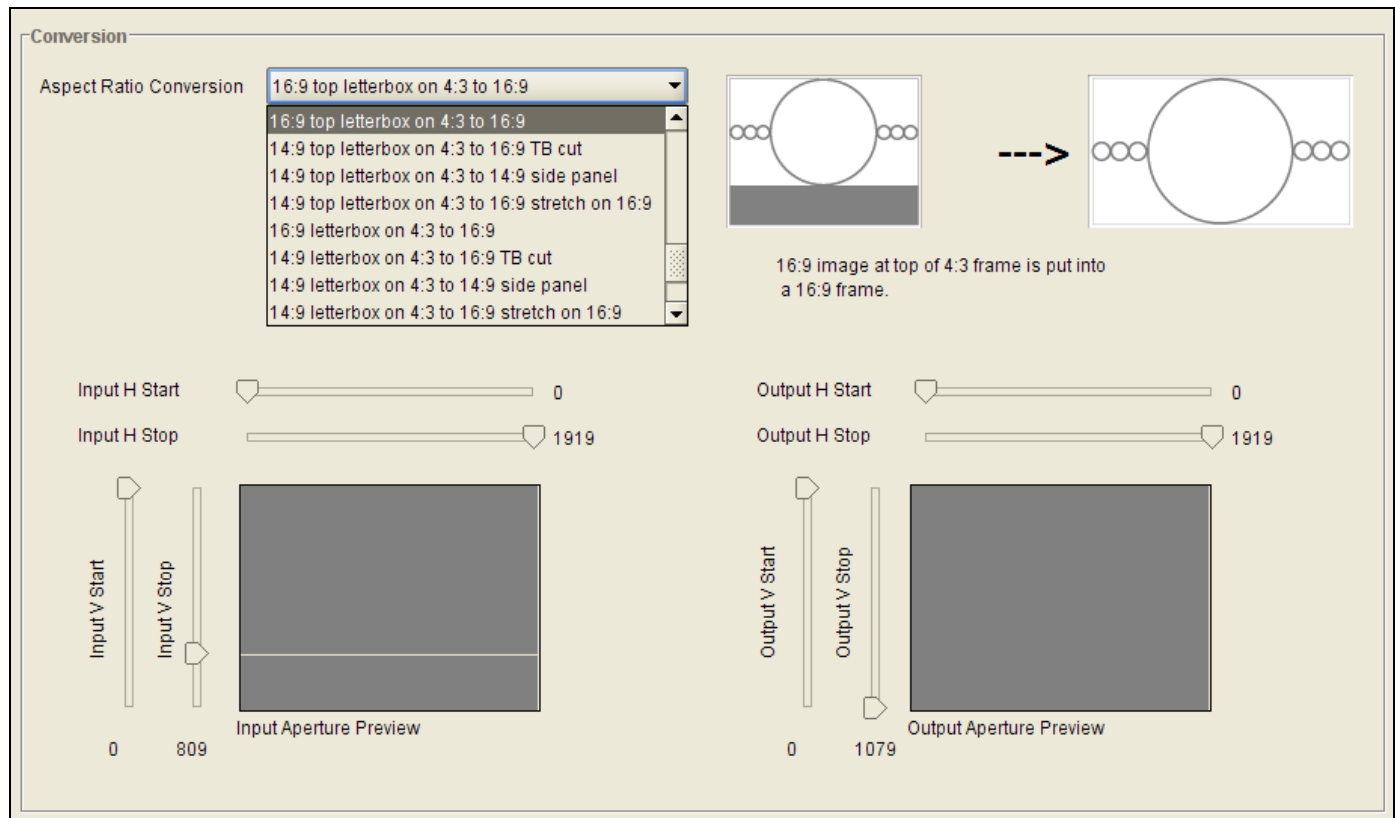 Conversion
Aspect Ratio Conversion
16:9 top letterbox on 4:3 to 16:9
16:9 top letterbox on 4:3 to 16:9
14:9 top letterbox on 4:3 to 16:9 TB cut
14:9 top letterbox on 4:3 to 14:9 side panel
14:9 top letterbox on 4:3 to 16:9 stretch on 16:9
16:9 letterbox on 4:3 to 16:9
14:9 letterbox on 4:3 to 16:9 TB cut
14:9 letterbox on 4:3 to 14:9 side panel
14:9 letterbox on 4:3 to 16:9 stretch on 16:9
--->
16:9 image at top of 4:3 frame is put into
a 16:9 frame.
Input H Start 0
Input H Stop 1919
Input V Start
Input V Stop
Input Aperture Preview
0 809
Output H Start 0
Output H Stop 1919
Output V Start
Output V Stop
Output Aperture Preview
0 1079